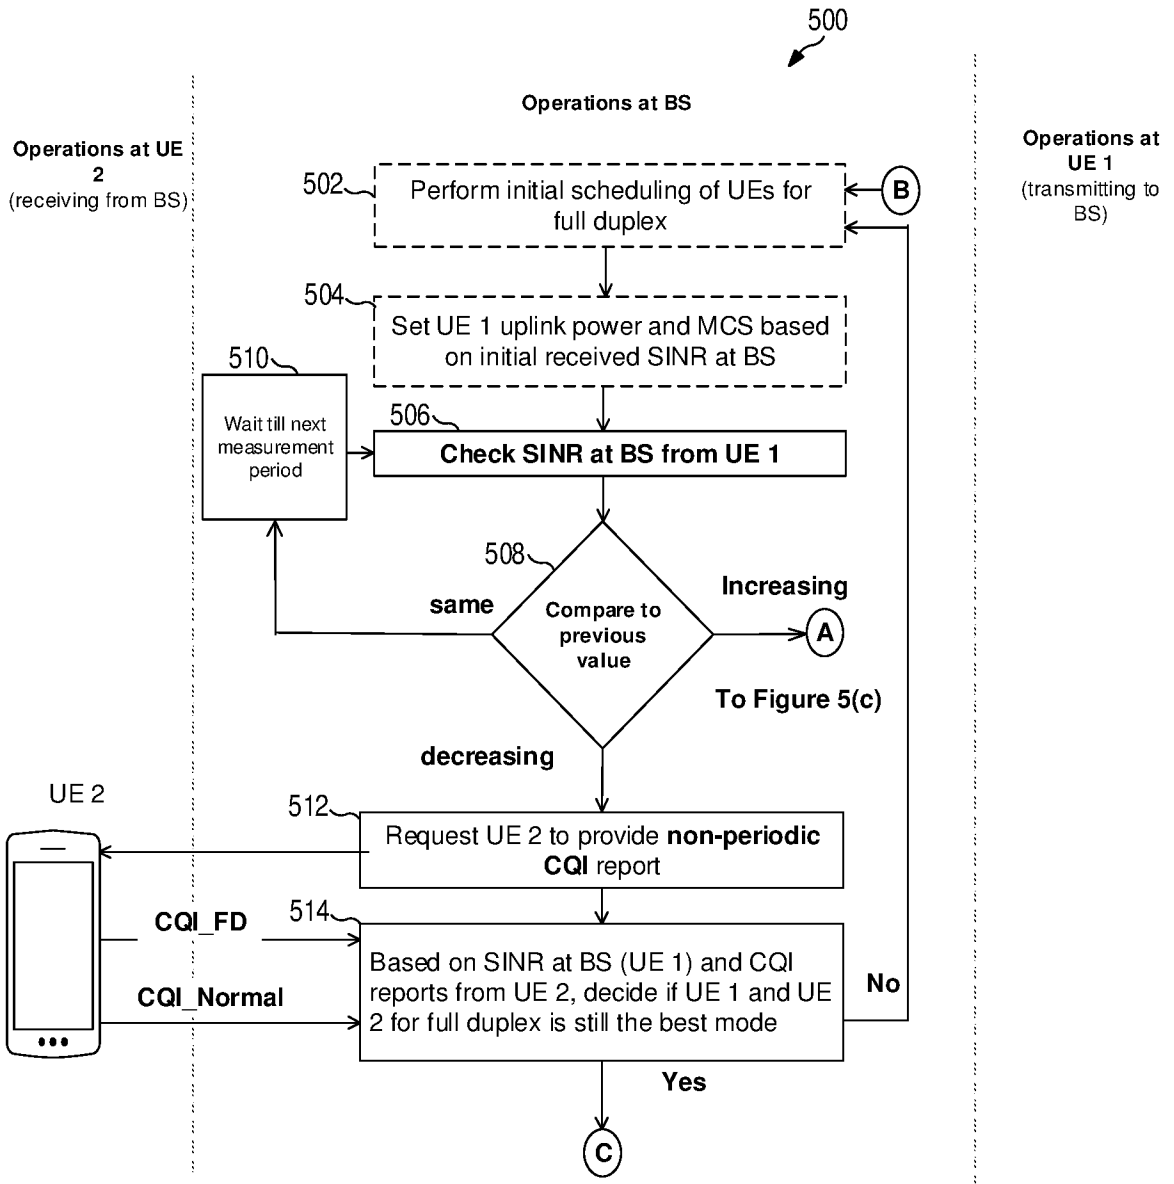 500
Operations at BS
Operations at UE
2
(receiving from BS)
Operations at
UE 1
(transmitting to
BS)
502
Perform initial scheduling of UEs for
full duplex
B
504
Set UE 1 uplink power and MCS based
on initial received SINR at BS
510
Wait till next
measurement
period
506
Check SINR at BS from UE 1
508
Compare to
previous
value
same
Increasing
A
To Figure 5(c)
decreasing
UE 2
512
Request UE 2 to provide non-periodic
CQI report
CQI_FD
CQI_Normal
514
Based on SINR at BS (UE 1) and CQI
reports from UE 2, decide if UE 1 and UE
2 for full duplex is still the best mode
No
Yes
C